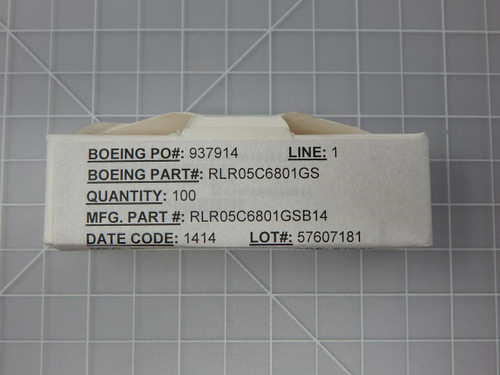 BOEING PO#: 937914 LINE: 1
BOEING PART#: RLR05C6801GS
QUANTITY: 100
MFG. PART #: RLR05C6801GSB14
DATE CODE: 1414 LOT#: 57607181